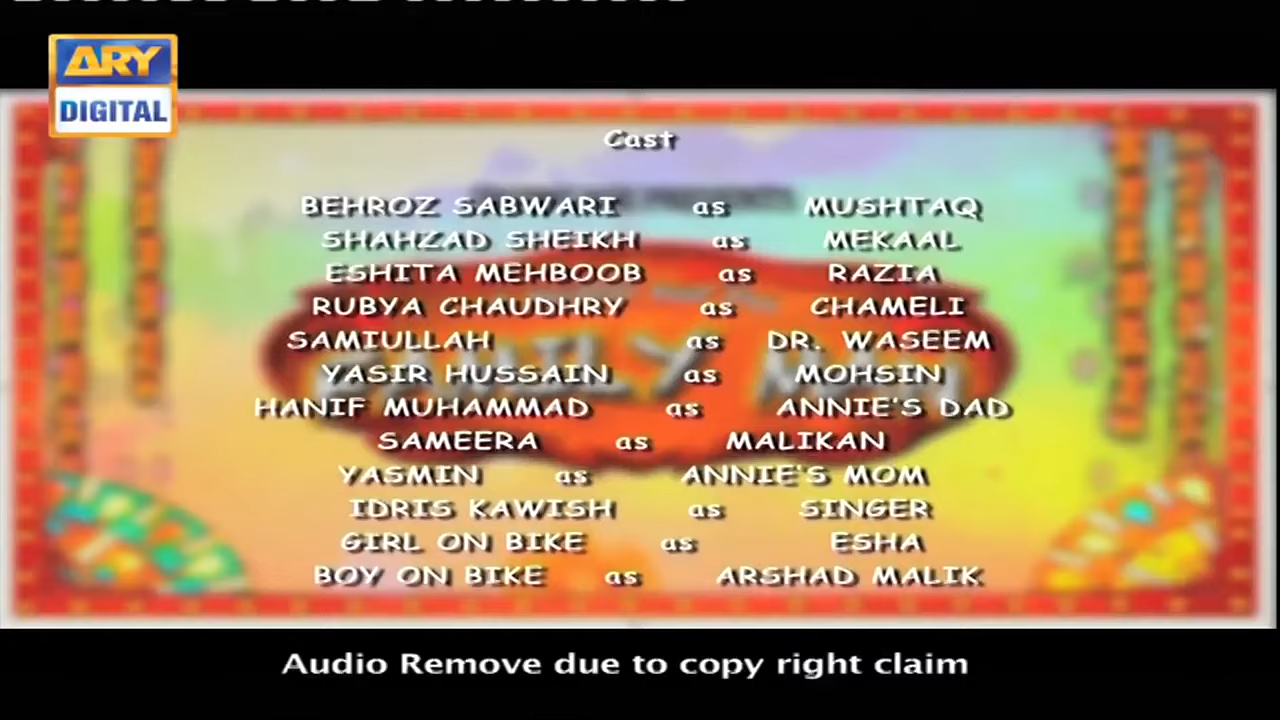 ARY
DIGITAL
Cast
BEHROZ SABWARI as MUSHTAQ
SHAHZAD SHEIKH as MEKAAL
ESHITA MEHBOOB as RAZIA
RUBYA CHAUDHRY as CHAMELI
SAMIULLAH as DR. WASEEM
YASIR HUSSAIN as MOHSIN
HANIF MUHAMMAD as ANNIE'S DAD
SAMEERA as MALIKAN
YASMIN as ANNIE'S MOM
IDRIS KAWISH as SINGER
GIRL ON BIKE as ESHA
BOY ON BIKE as ARSHAD MALIK
Audio Remove due to copy right claim